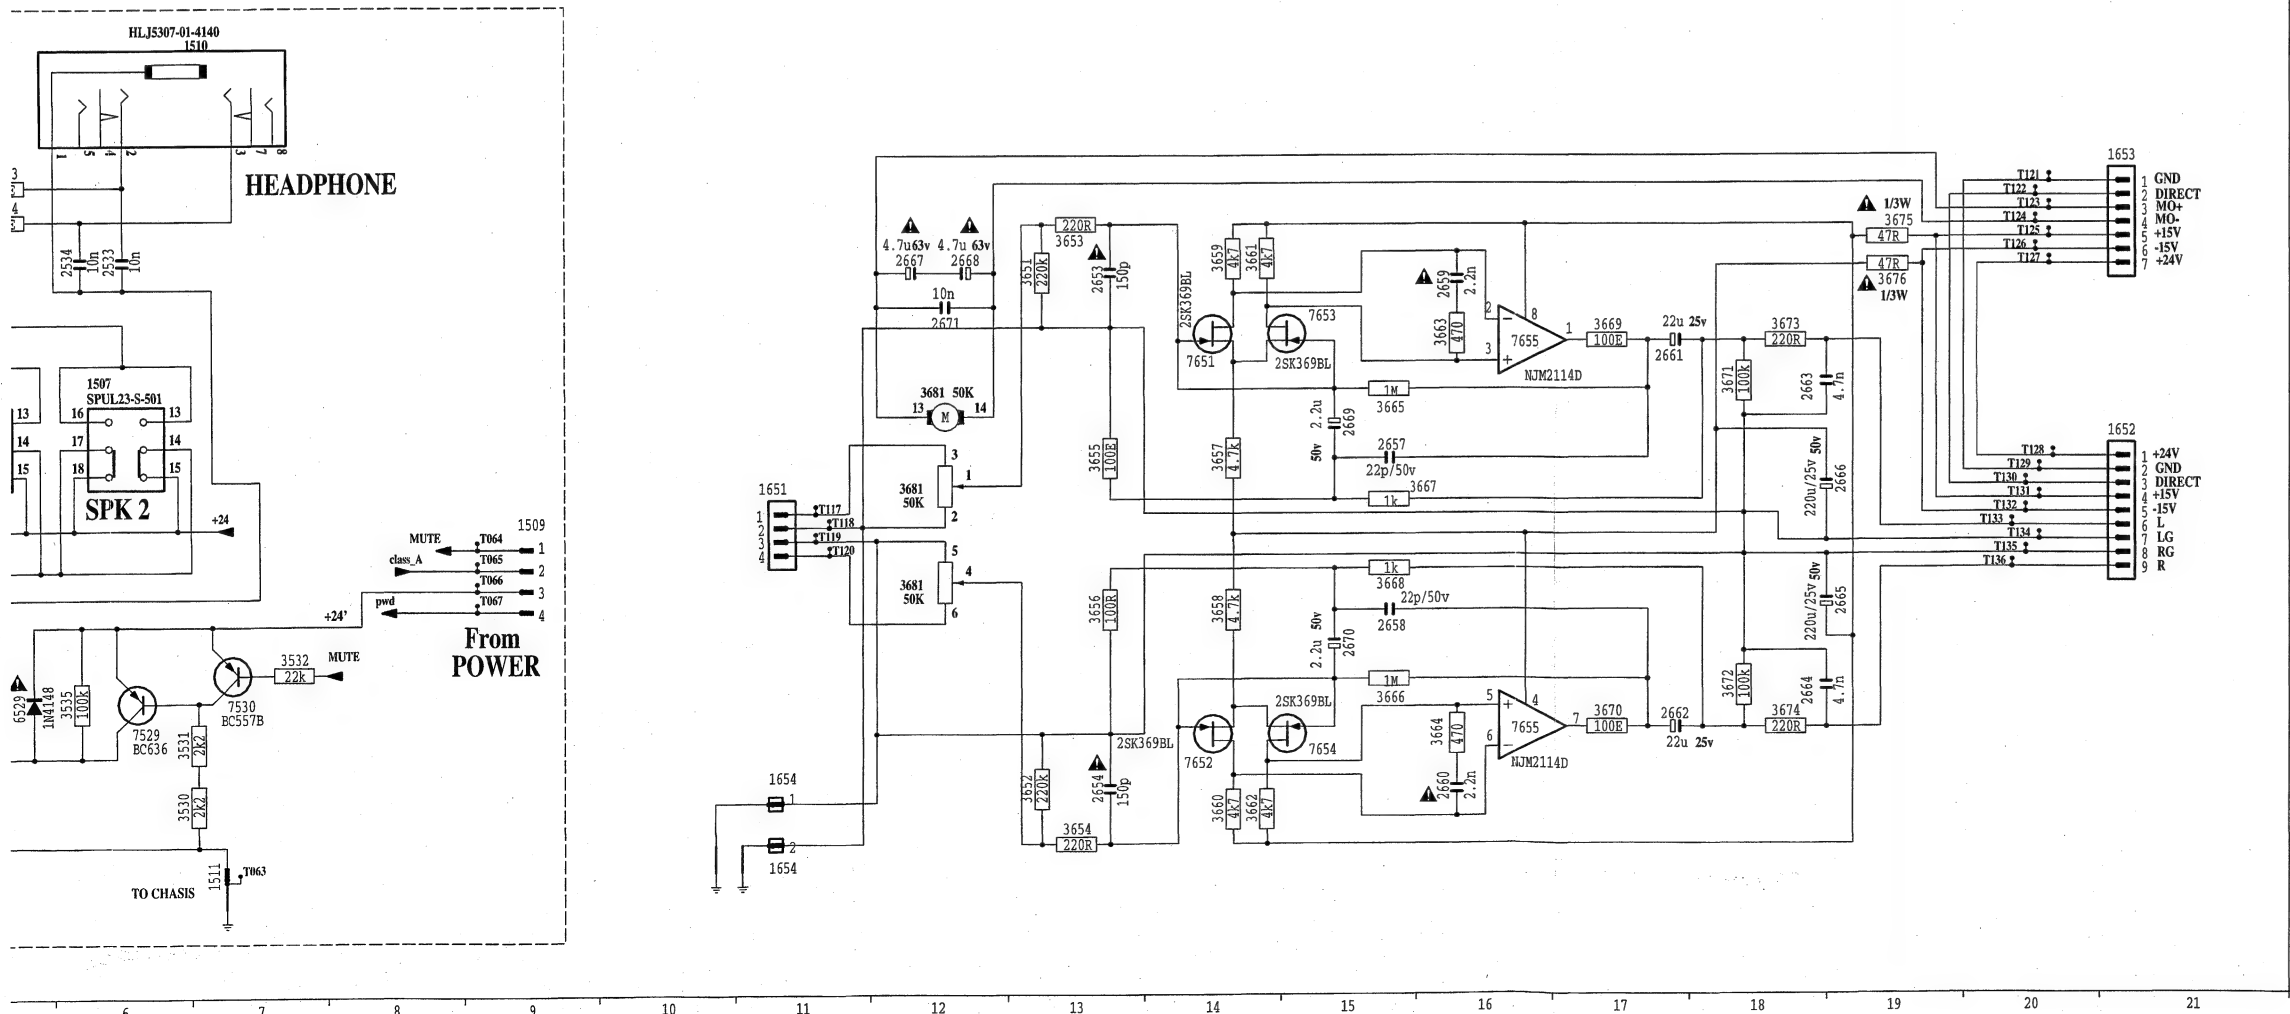 HLJ5307-01-4140
1510
1
5
4
2
3
7
8
HEADPHONE
3
4
2534
10n
2533
10n
1507
SPUL23-S-501
16
13
17
14
18
15
13
14
15
SPK 2
+24
1509
MUTE
T064
1
class_A
T065
2
T066
3
pwd
T067
4
+24'
From
POWER
3532
22k
MUTE
6529
1N4148
3535
100k
7529
BC636
7530
BC557B
3531
2k2
3530
2k2
1511
T063
TO CHASIS
4.7u 63v
2667
4.7u 63v
2668
10n
2671
3681 50K
13
M
14
3651
220k
220R
3653
2653
150p
3655
100E
1651
1
T117
2
T118
3
T119
4
T120
3
3681
50K
1
2
5
3681
50K
4
6
1654
1
2
1654
3656
100R
3652
220k
2654
150p
3654
220R
3659
4k7
3661
4k7
2SK369BL
7651
7653
2SK369BL
3657
4.7k
3658
4.7k
2659
2.2n
3663
470
2
3
8
7655
1
NJM2114D
1M
3665
2.2u
50v
2669
2657
22p/50v
3667
1k
1k
3668
22p/50v
2658
2.2u
50v
2670
1M
3666
2SK369BL
7652
2SK369BL
7654
3660
4k7
3662
4k7
3664
470
2660
2.2n
5
6
4
7655
7
NJM2114D
3669
100E
22u 25v
2661
3671
100k
3673
220R
2663
4.7n
220u/25v
50v
2666
220u/25v
50v
2665
3670
100E
2662
22u 25v
3672
100k
2664
4.7n
3674
220R
1/3W
3675
47R
47R
3676
1/3W
1653
T121
1 GND
T122
2 DIRECT
T123
3 MO+
T124
4 MO-
T125
5 +15V
T126
6 -15V
T127
7 +24V
1652
T128
1 +24V
T129
2 GND
T130
3 DIRECT
T131
4 +15V
T132
5 -15V
T133
6 L
T134
7 LG
T135
8 RG
T136
9 R
6
7
8
9
10
11
12
13
14
15
16
17
18
19
20
21